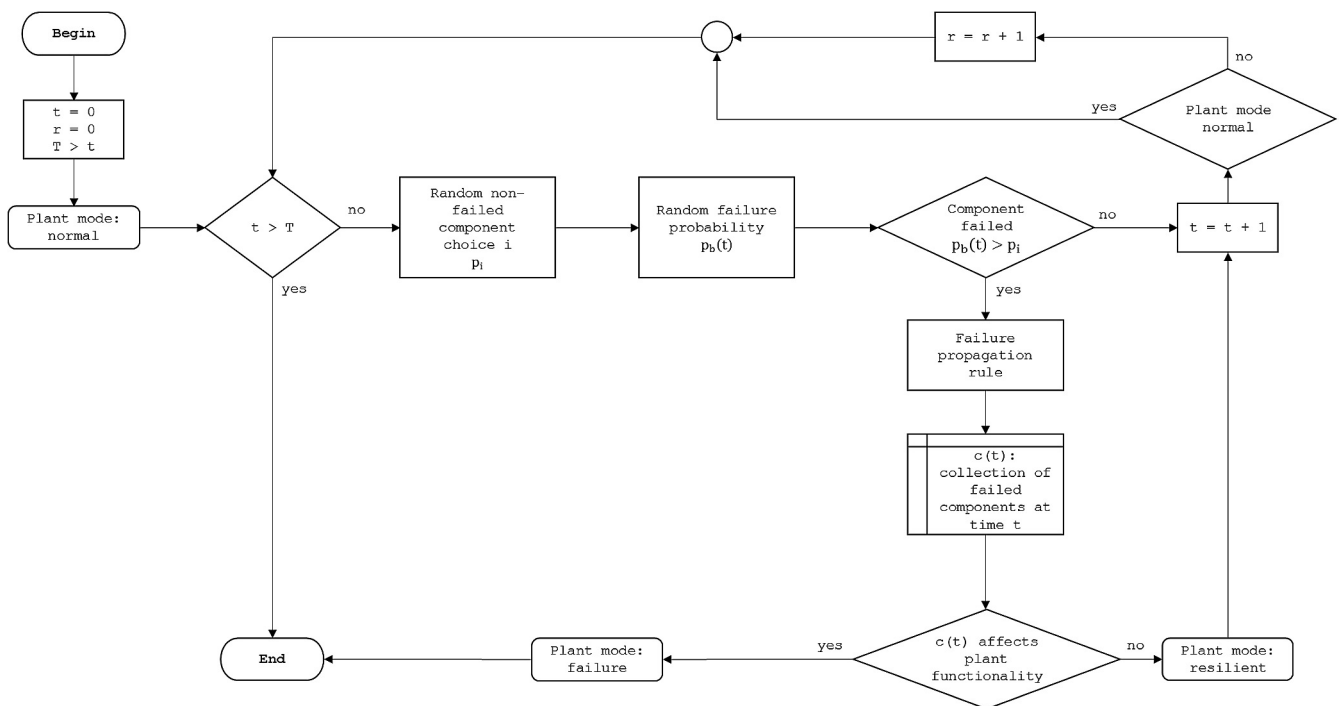 Begin
t = 0
r = 0
T > t
Plant mode:
normal
t > T
no
yes
Random non-
failed
component
choice i
pᵢ
Random failure
probability
p_b(t)
Component
failed
p_b(t) > pᵢ
no
yes
t = t + 1
Plant mode
normal
no
yes
r = r + 1
Failure
propagation
rule
c(t):
collection of
failed
components at
time t
c(t) affects
plant
functionality
yes
no
Plant mode:
resilient
Plant mode:
failure
End